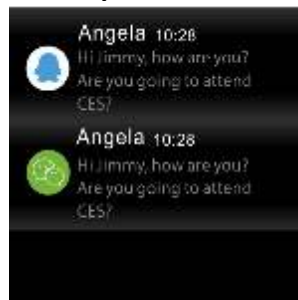 Angela 10:28
Hi Jimmy, how are you?
Are you going to attend
CES?
Angela 10:28
Hi Jimmy, how are you?
Are you going to attend
CES?